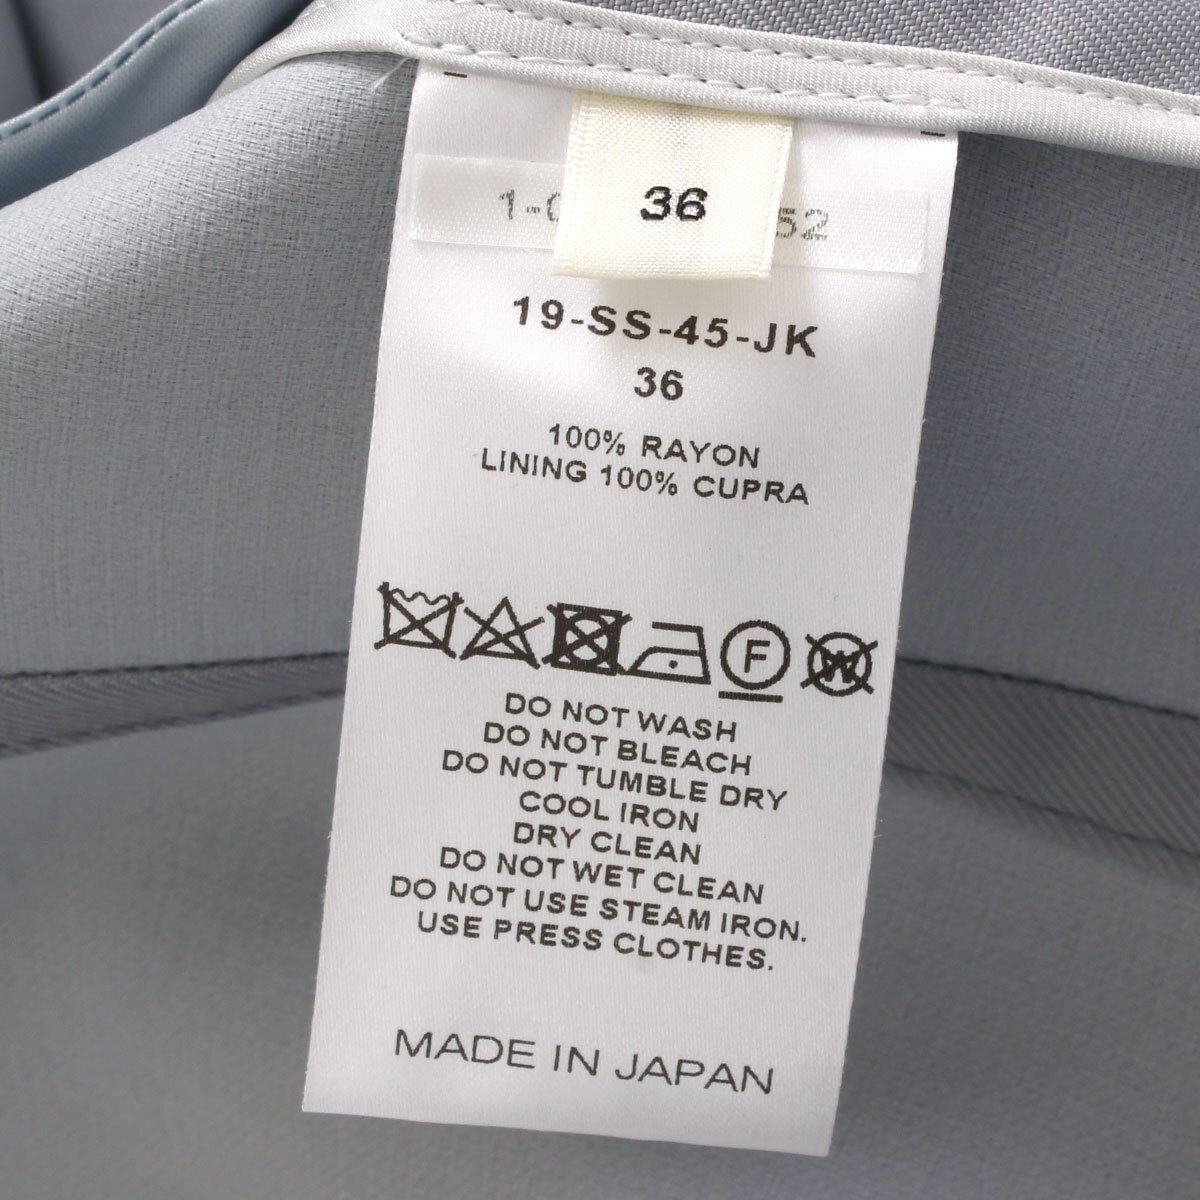 36
19-SS-45-JK
36
100% RAYON
LINING 100% CUPRA
F W
DO NOT WASH
DO NOT BLEACH
DO NOT TUMBLE DRY
COOL IRON
DRY CLEAN
DO NOT WET CLEAN
DO NOT USE STEAM IRON.
USE PRESS CLOTHES.
MADE IN JAPAN